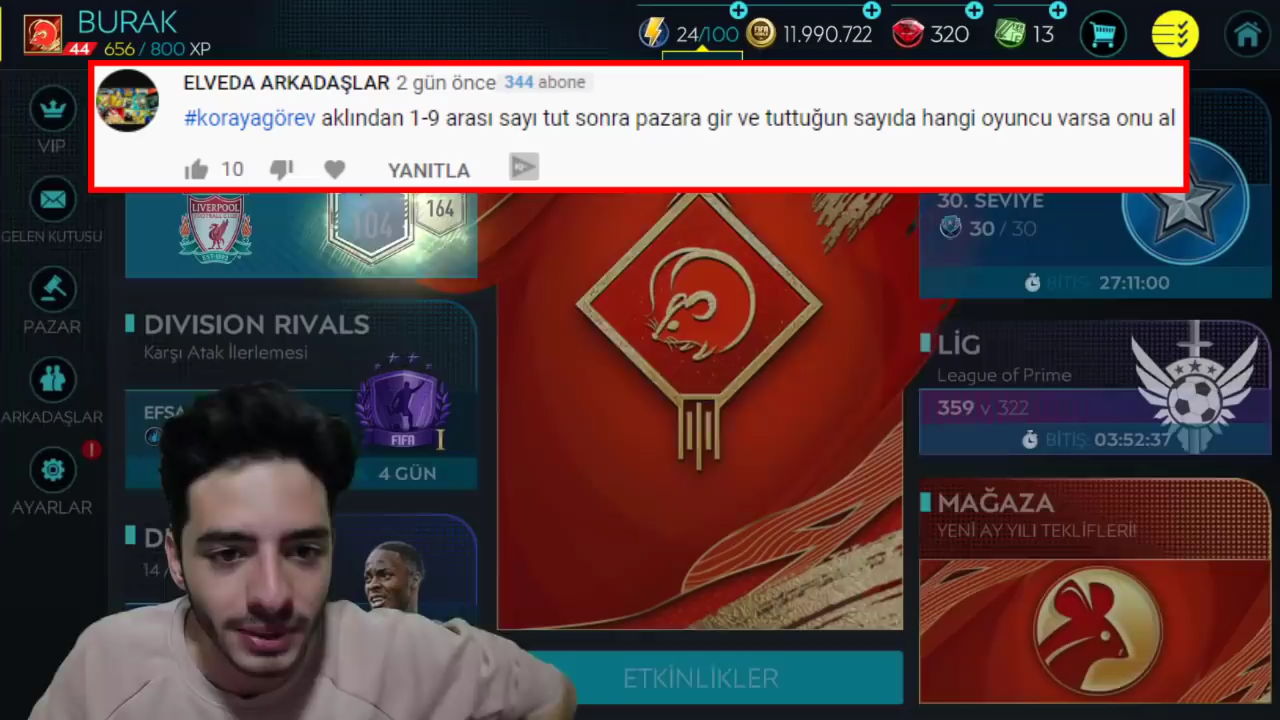 BURAK
44 656 / 800 XP
24/100
11.990.722
320
13
ELVEDA ARKADAŞLAR 2 gün önce 344 abone
#korayagörev aklından 1-9 arası sayı tut sonra pazara gir ve tuttuğun sayıda hangi oyuncu varsa onu al
10 YANITLA
VIP
GELEN KUTUSU
PAZAR
ARKADAŞLAR
AYARLAR
LIVERPOOL
104
164
DIVISION RIVALS
Karşı Atak İlerlemesi
FIFA
I
4 GÜN
14
ETKİNLİKLER
30. SEVİYE
30 / 30
BİTİŞ: 27:11:00
LİG
League of Prime
359 v 322
BİTİŞ: 03:52:37
MAĞAZA
YENİ AY YILI TEKLİFLERİ!